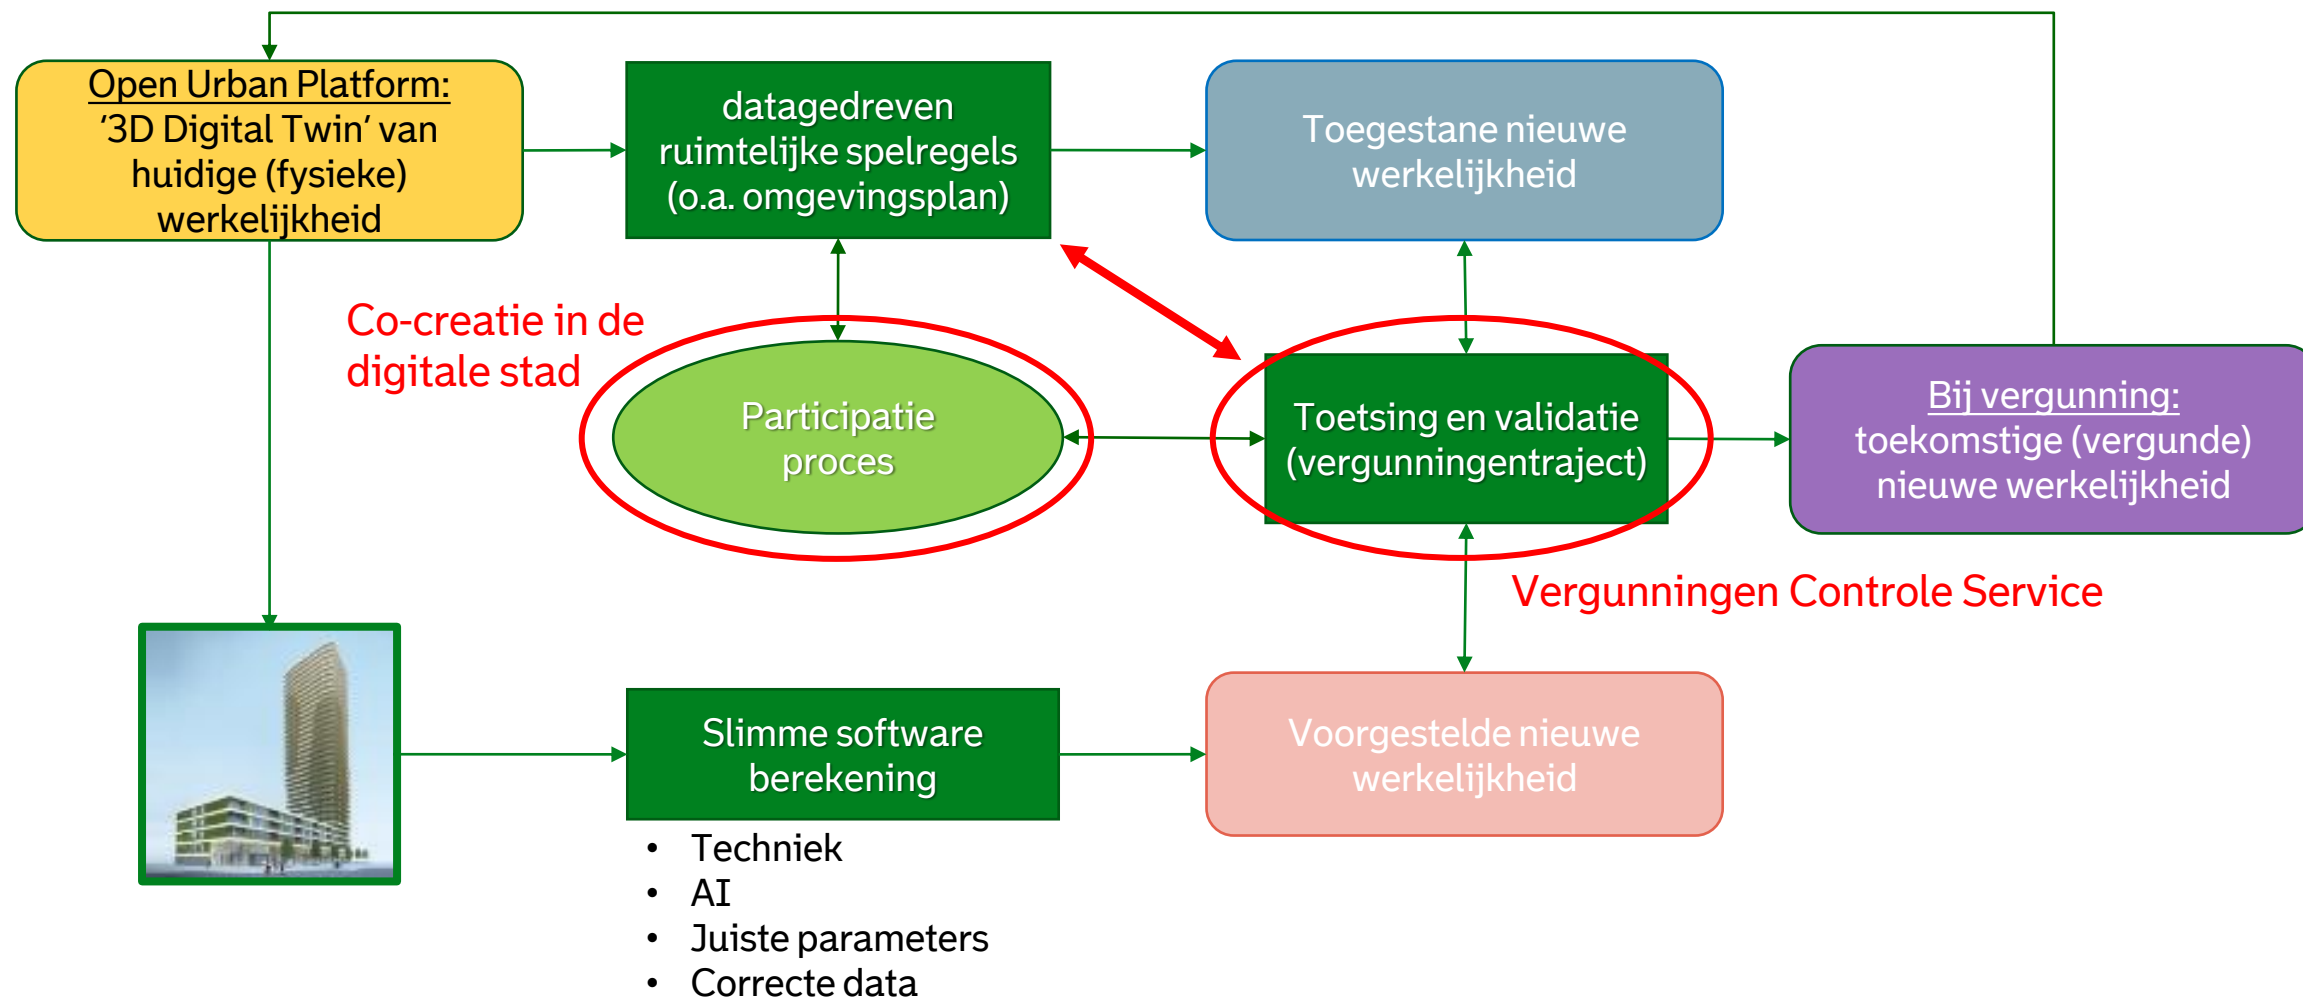 Open Urban Platform:
‘3D Digital Twin’ van
huidige (fysieke)
werkelijkheid
datagedreven
ruimtelijke spelregels
(o.a. omgevingsplan)
Toegestane nieuwe
werkelijkheid
Co-creatie in de
digitale stad
Participatie
proces
Toetsing en validatie
(vergunningentraject)
Bij vergunning:
toekomstige (vergunde)
nieuwe werkelijkheid
Vergunningen Controle Service
Slimme software
berekening
Voorgestelde nieuwe
werkelijkheid
• Techniek
• AI
• Juiste parameters
• Correcte data